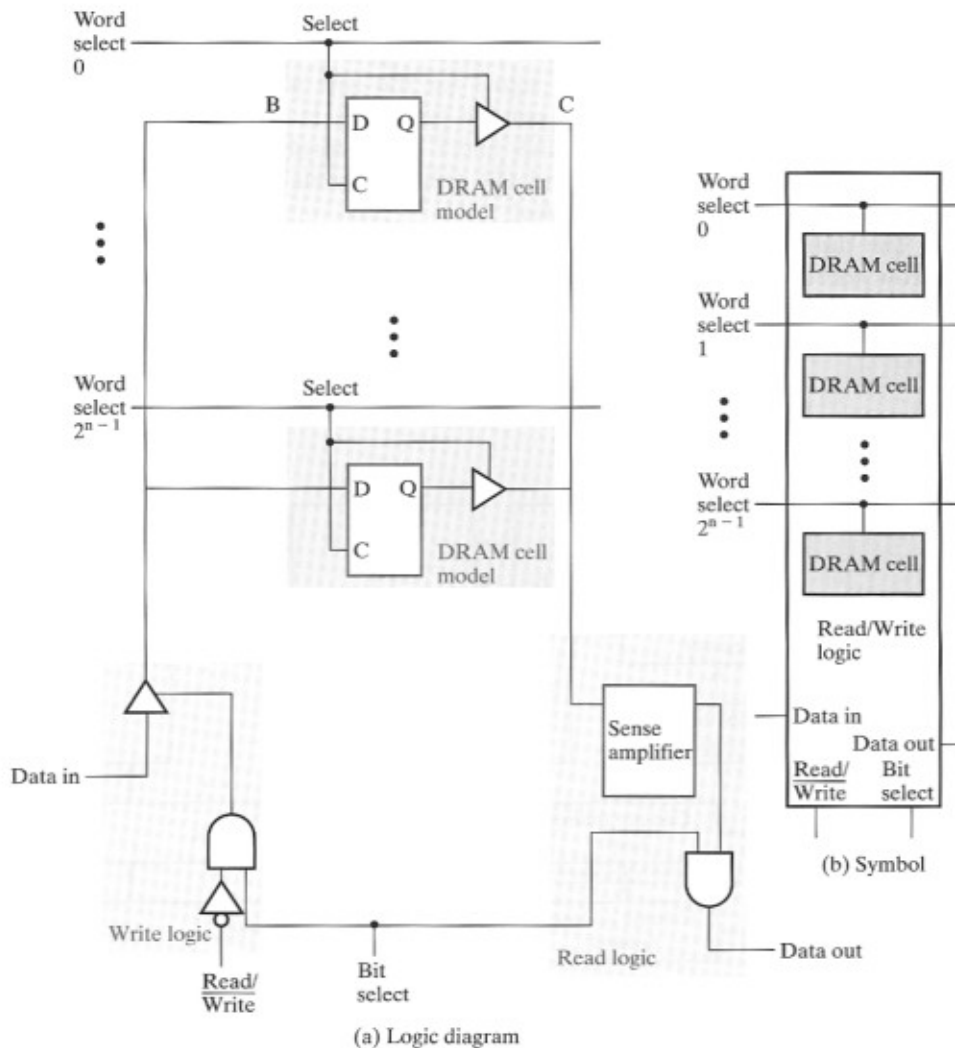 Word
select
0
Select
B
C
D Q
C
DRAM cell
model
Word
select
2ⁿ⁻¹
Select
D Q
C
DRAM cell
model
Data in
Write logic
Read/
Write
Bit
select
Sense
amplifier
Read logic
Data out
(a) Logic diagram
Word
select
0
DRAM cell
Word
select
1
DRAM cell
Word
select
2ⁿ⁻¹
DRAM cell
Read/Write
logic
Data in
Data out
Read/
Write
Bit
select
(b) Symbol